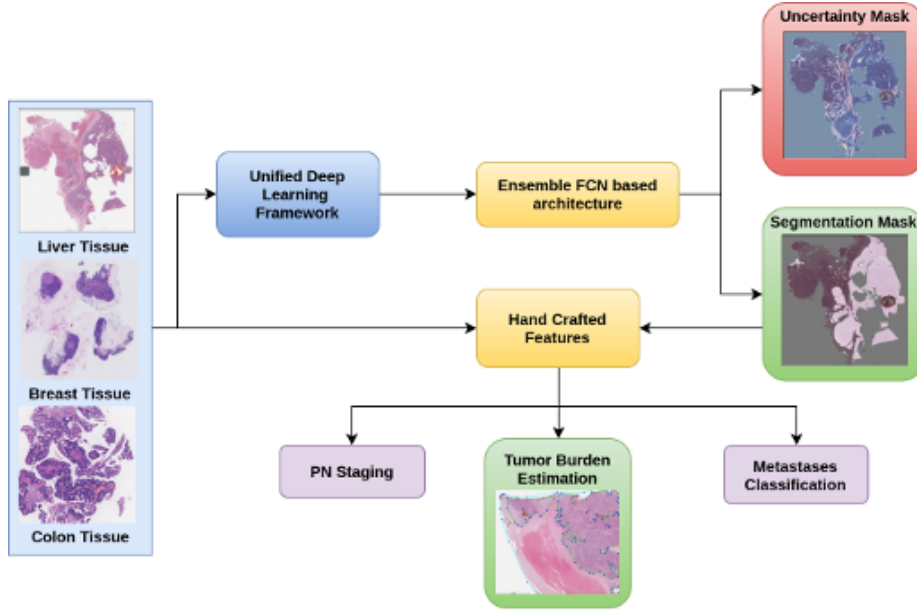 Uncertainty Mask
Liver Tissue
Unified Deep
Learning
Framework
Ensemble FCN based
architecture
Segmentation Mask
Breast Tissue
Hand Crafted
Features
Colon Tissue
PN Staging
Tumor Burden
Estimation
Metastases
Classification